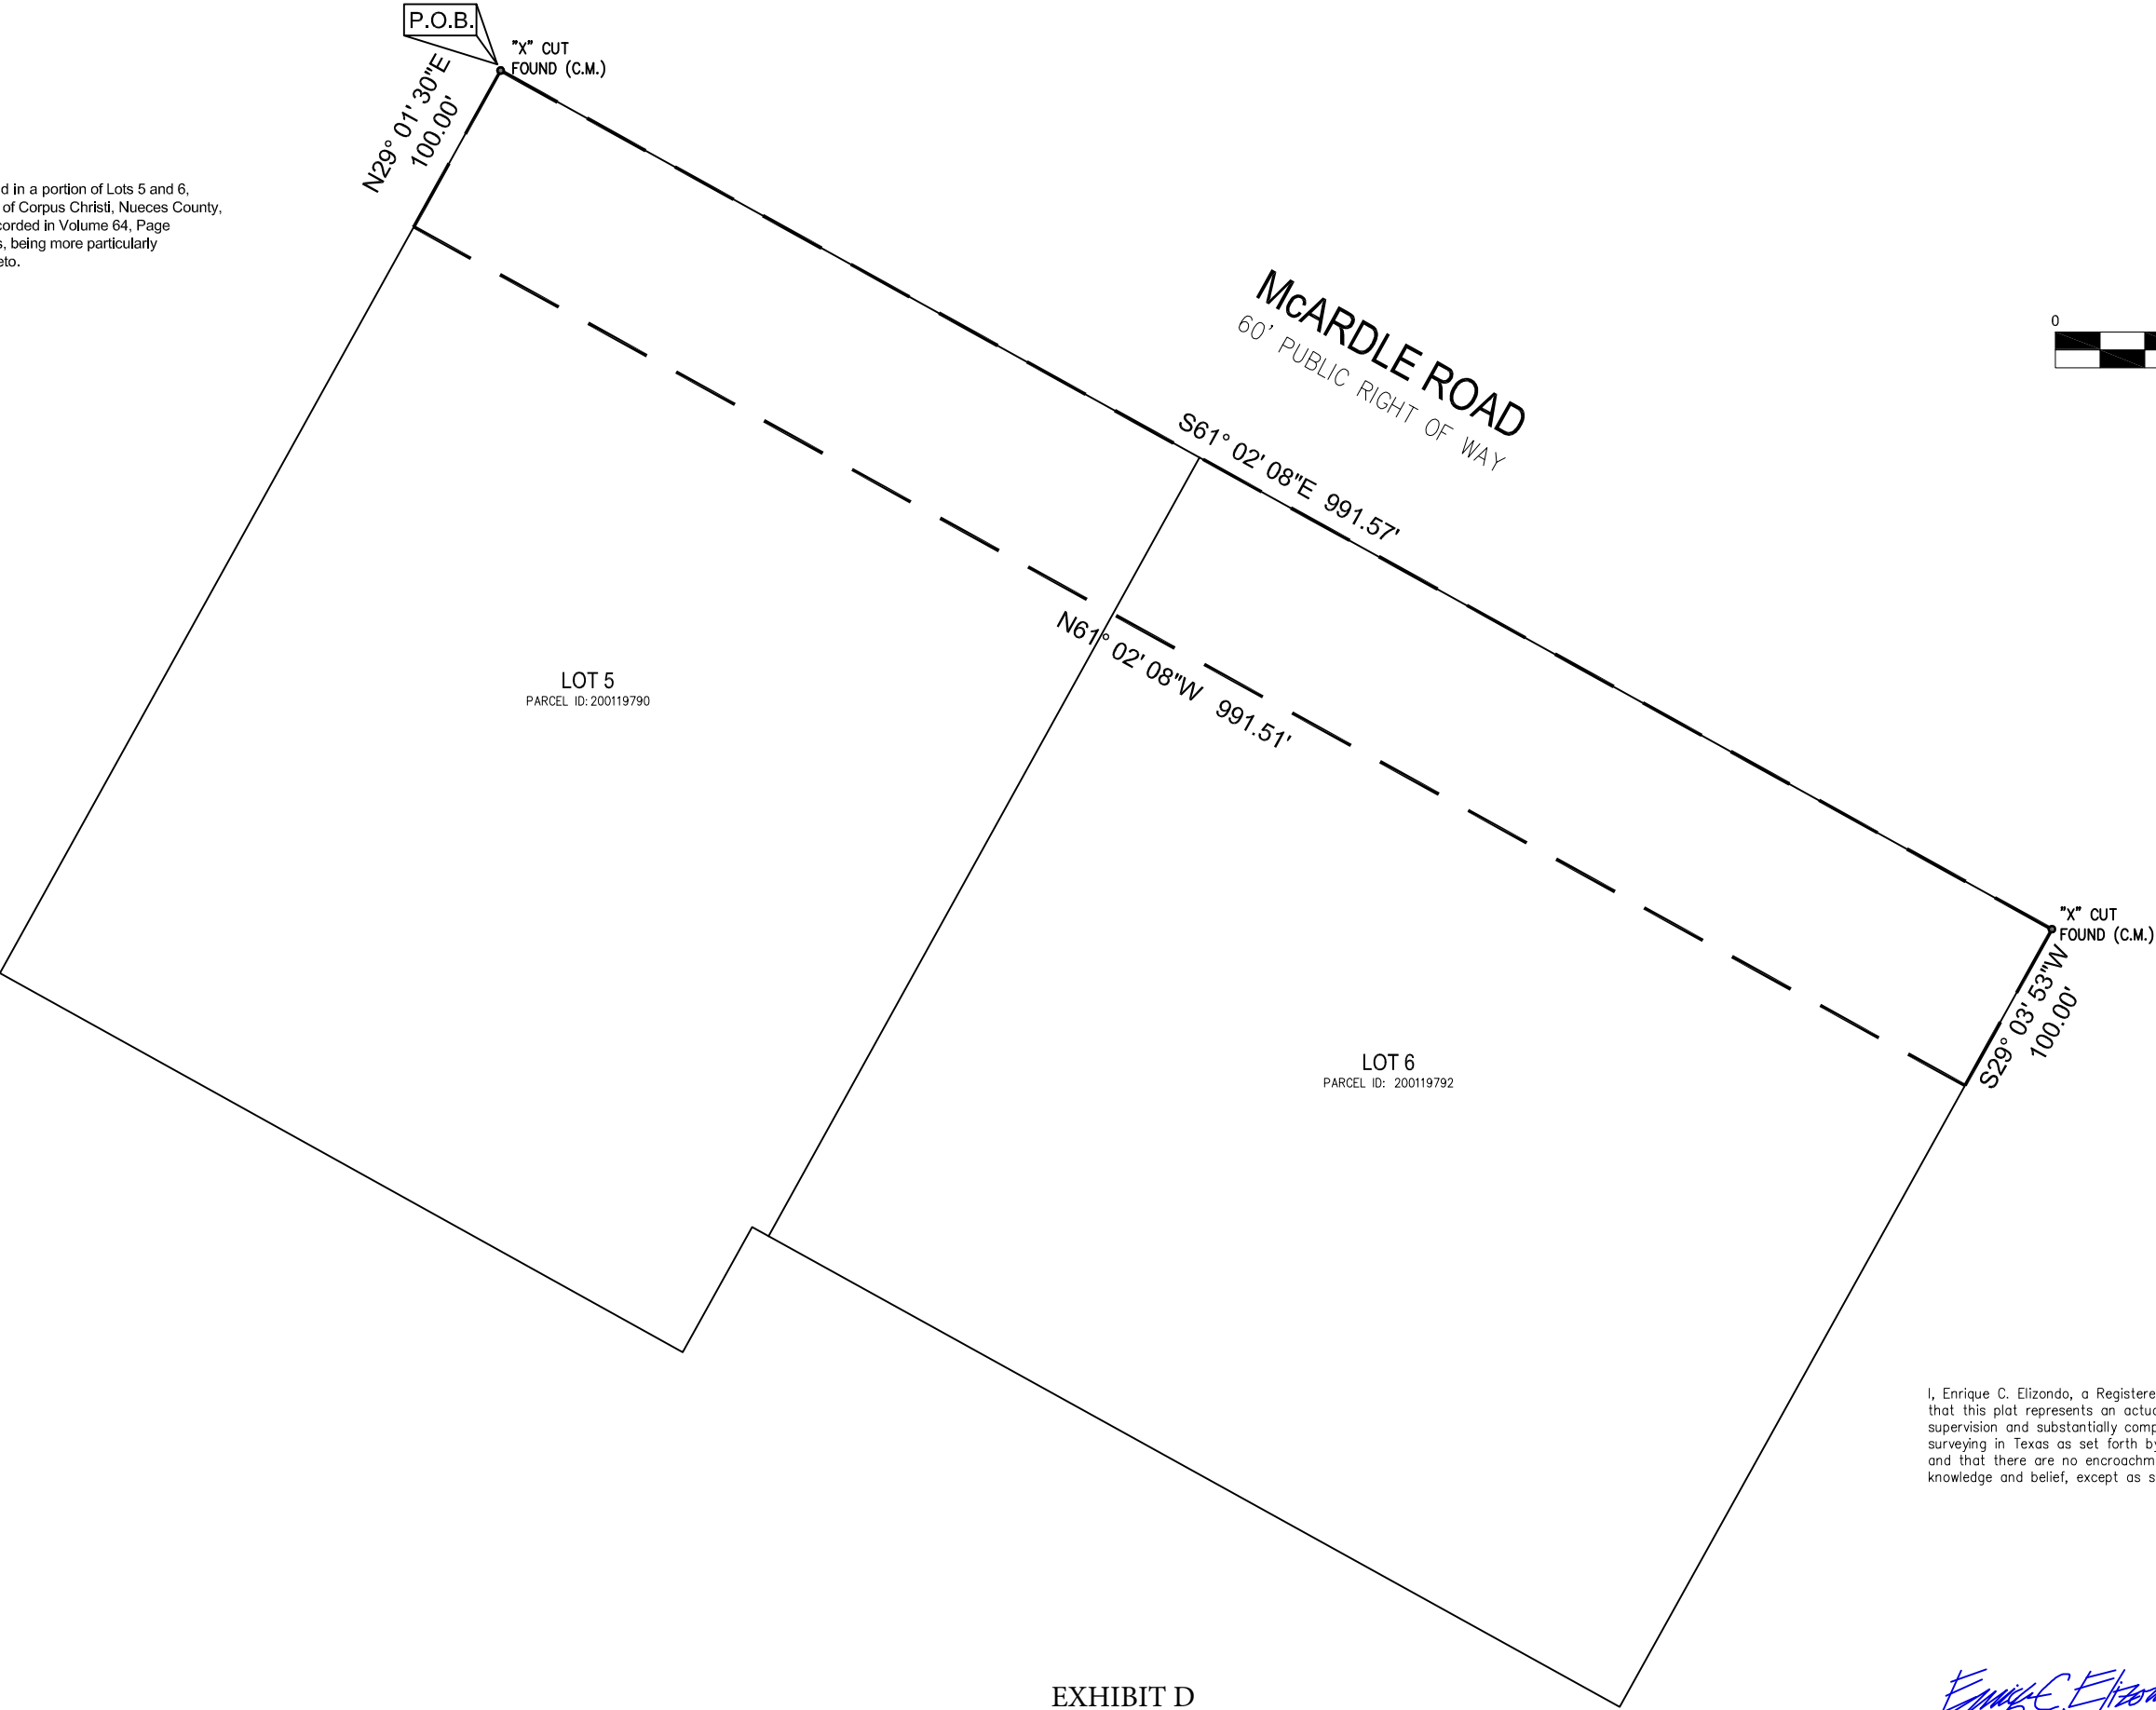 P.O.B.
"X" CUT
FOUND (C.M.)
N29° 01' 30"E
100.00'
d in a portion of Lots 5 and 6,
of Corpus Christi, Nueces County,
corded in Volume 64, Page
s, being more particularly
eto.
McARDLE ROAD
60' PUBLIC RIGHT OF WAY
0
S61° 02' 08"E 991.57'
N61° 02' 08"W 991.51'
LOT 5
PARCEL ID: 200119790
"X" CUT
FOUND (C.M.)
S29° 03' 53"W
100.00'
LOT 6
PARCEL ID: 200119792
I, Enrique C. Elizondo, a Registere
that this plat represents an actua
supervision and substantially comp
surveying in Texas as set forth by
and that there are no encroachm
knowledge and belief, except as s
EXHIBIT D